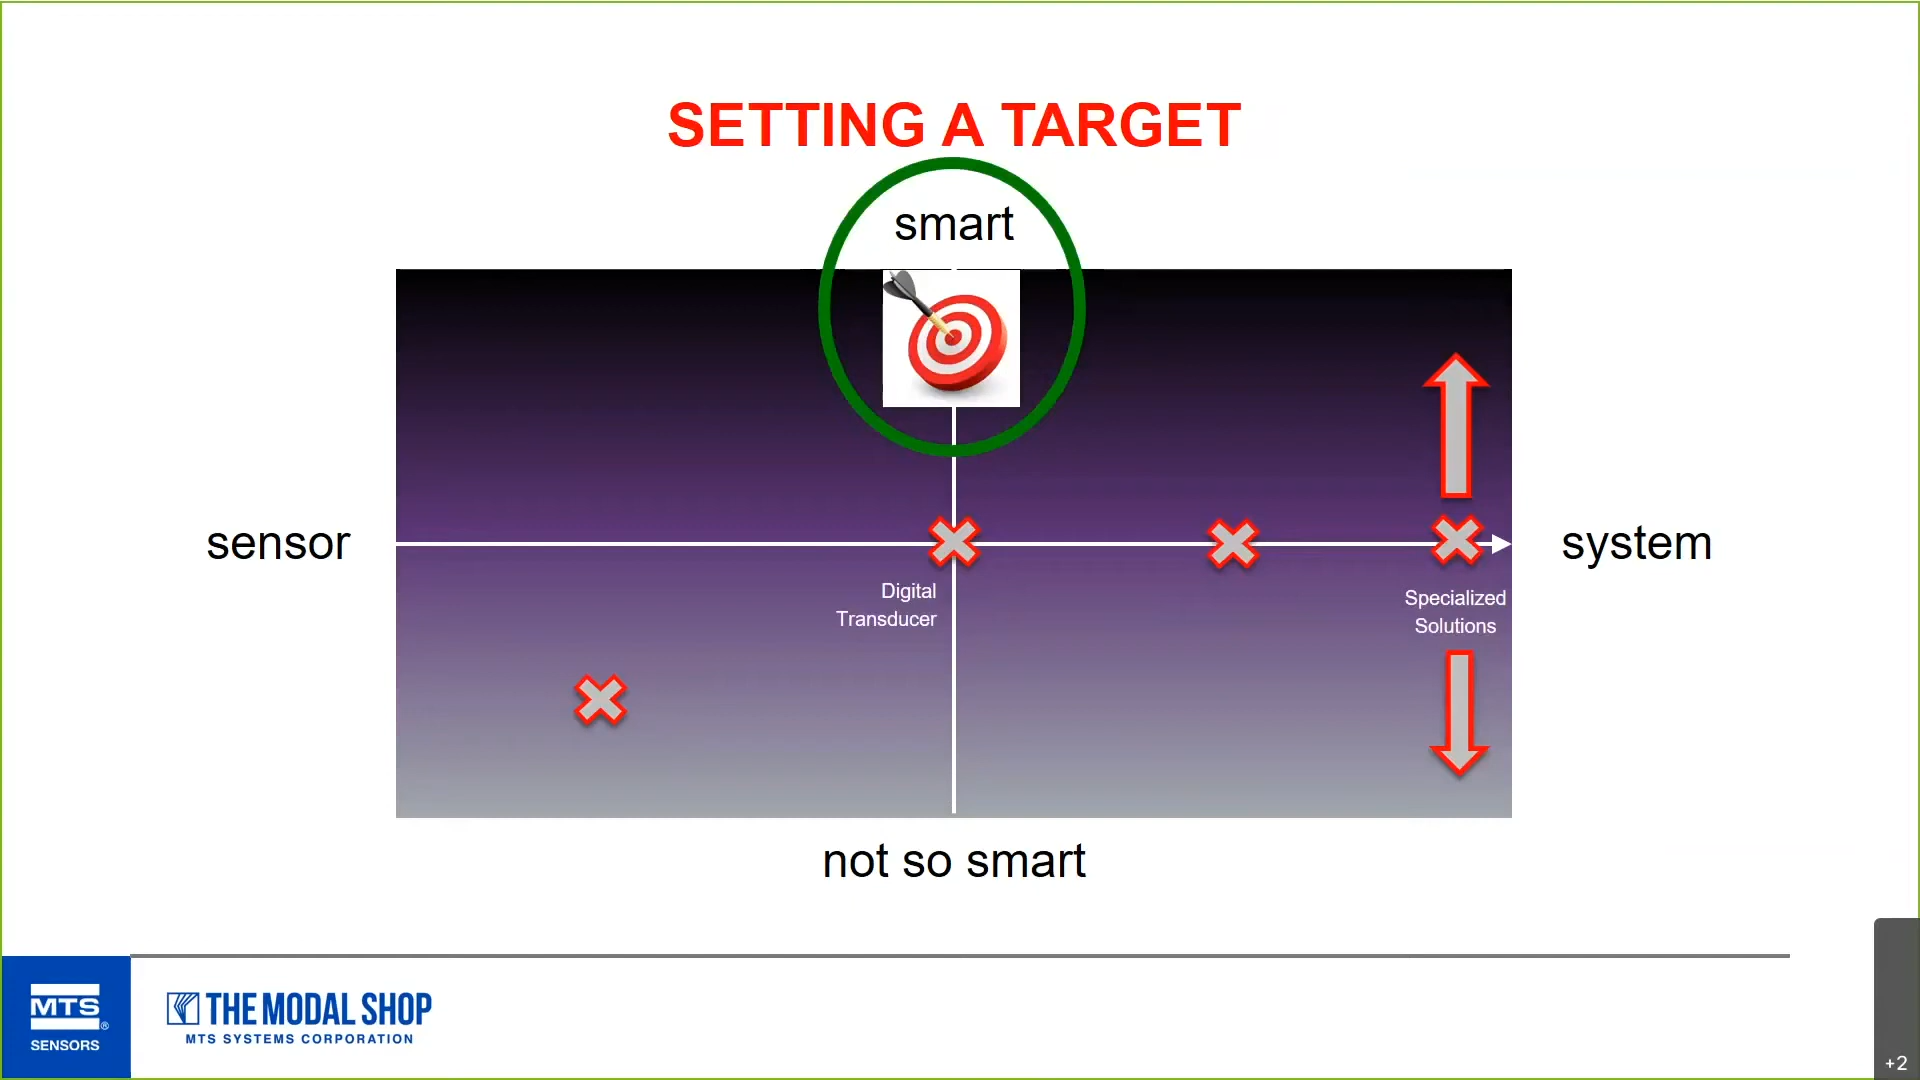 SETTING A TARGET
smart
sensor
system
Digital
Transducer
Specialized
Solutions
not so smart
MTS
®
SENSORS
THE MODAL SHOP
MTS SYSTEMS CORPORATION
+2